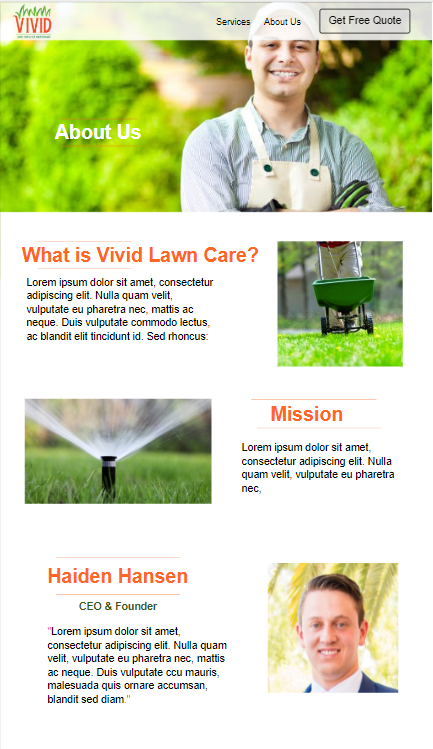 VIVID
Services
About Us
Get Free Quote
About Us
What is Vivid Lawn Care?
Lorem ipsum dolor sit amet, consectetur
adipiscing elit. Nulla quam velit,
vulputate eu pharetra nec, mattis ac
neque. Duis vulputate commodo lectus,
ac blandit elit tincidunt id. Sed rhoncus:
Mission
Lorem ipsum dolor sit amet,
consectetur adipiscing elit. Nulla
quam velit, vulputate eu pharetra
nec,
Haiden Hansen
CEO & Founder
"Lorem ipsum dolor sit amet,
consectetur adipiscing elit. Nulla quam
velit, vulputate eu pharetra nec, mattis
ac neque. Duis vulputate ccu mauris,
malesuada quis ornare accumsan,
blandit sed diam."